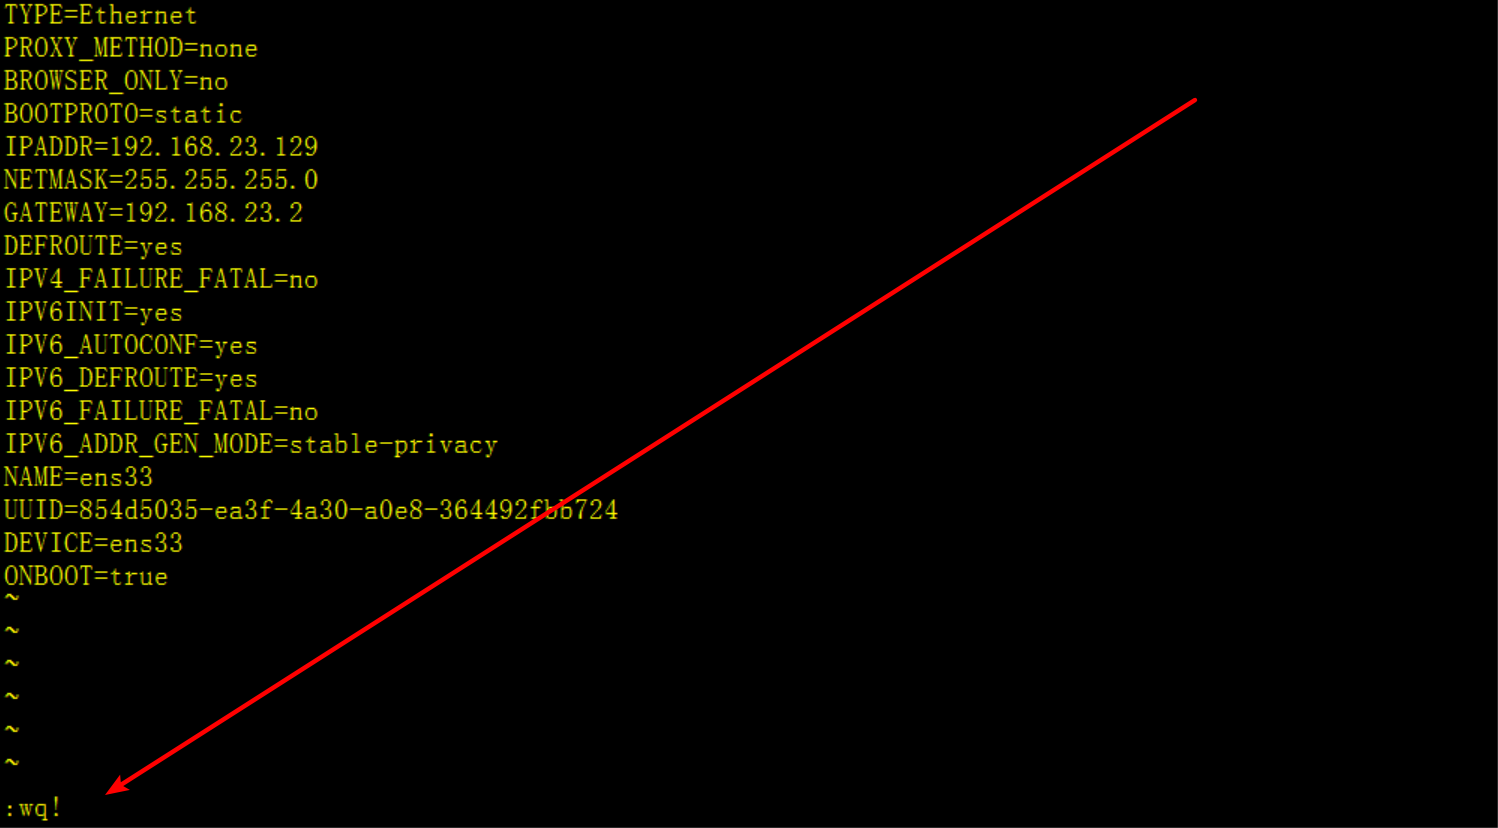 TYPE=Ethernet
PROXY_METHOD=none
BROWSER_ONLY=no
BOOTPROTO=static
IPADDR=192.168.23.129
NETMASK=255.255.255.0
GATEWAY=192.168.23.2
DEFROUTE=yes
IPV4_FAILURE_FATAL=no
IPV6INIT=yes
IPV6_AUTOCONF=yes
IPV6_DEFROUTE=yes
IPV6_FAILURE_FATAL=no
IPV6_ADDR_GEN_MODE=stable-privacy
NAME=ens33
UUID=854d5035-ea3f-4a30-a0e8-364492fbb724
DEVICE=ens33
ONBOOT=true
~
~
~
~
~
~
:wq!